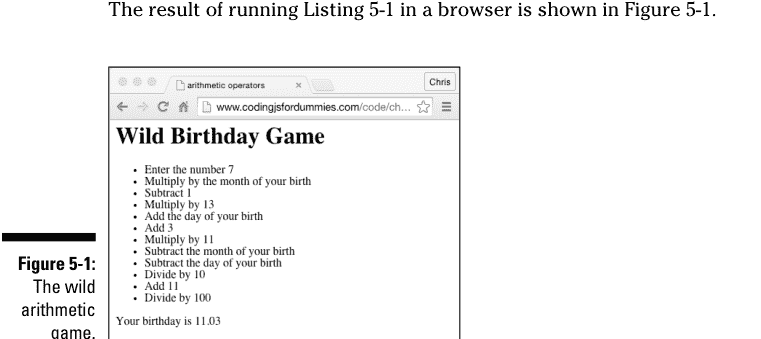 The result of running Listing 5-1 in a browser is shown in Figure 5-1.
arithmetic operators
Chris
www.codingjsfordummies.com/code/ch...
Wild Birthday Game
• Enter the number 7
• Multiply by the month of your birth
• Subtract 1
• Multiply by 13
• Add the day of your birth
• Add 3
• Multiply by 11
• Subtract the month of your birth
• Subtract the day of your birth
• Divide by 10
• Add 11
• Divide by 100
Your birthday is 11.03
Figure 5-1:
The wild
arithmetic
game.